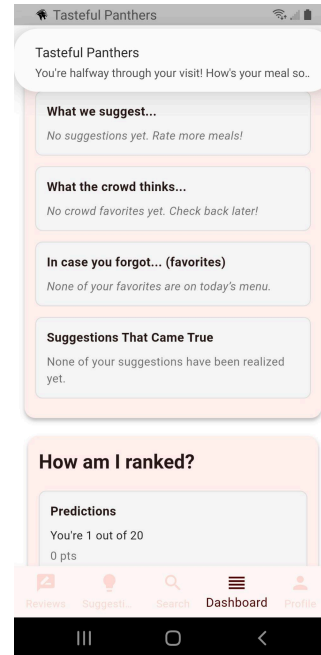 Tasteful Panthers
Tasteful Panthers
You're halfway through your visit! How's your meal so..
What we suggest...
No suggestions yet. Rate more meals!
What the crowd thinks...
No crowd favorites yet. Check back later!
In case you forgot... (favorites)
None of your favorites are on today's menu.
Suggestions That Came True
None of your suggestions have been realized
yet.
How am I ranked?
Predictions
You're 1 out of 20
0 pts
Reviews Suggesti... Search Dashboard Profile